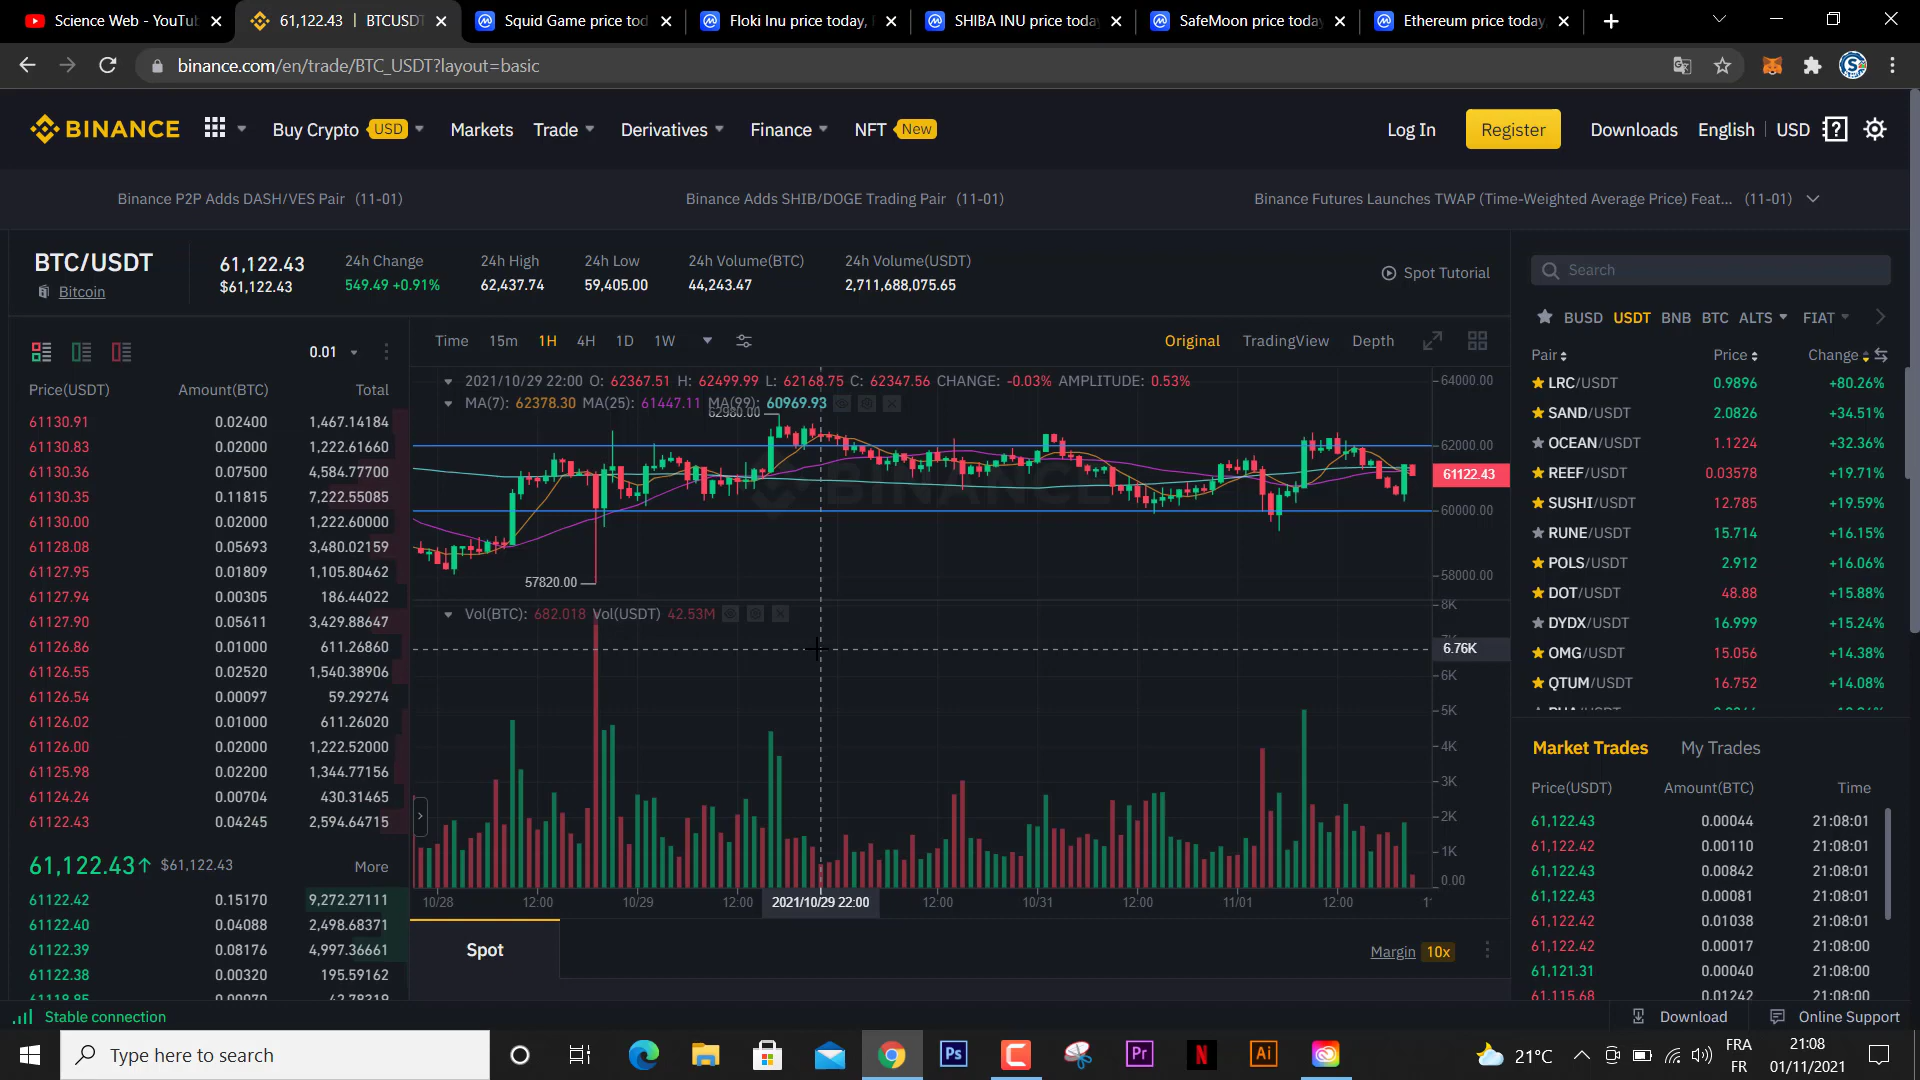 Science Web - YouTu
61,122.43 | BTCUSDT
Squid Game price tod
Floki Inu price today,
SHIBA INU price toda
SafeMoon price today
Ethereum price today,
binance.com/en/trade/BTC_USDT?layout=basic
BINANCE
Buy Crypto USD
Markets
Trade
Derivatives
Finance
NFT New
Log In
Register
Downloads
English
USD
Binance P2P Adds DASH/VES Pair (11-01)
Binance Adds SHIB/DOGE Trading Pair (11-01)
Binance Futures Launches TWAP (Time-Weighted Average Price) Feat... (11-01)
BTC/USDT
Bitcoin
61,122.43
$61,122.43
24h Change
549.49 +0.91%
24h High
62,437.74
24h Low
59,405.00
24h Volume(BTC)
44,243.47
24h Volume(USDT)
2,711,688,075.65
Spot Tutorial
0.01
Price(USDT) Amount(BTC) Total
61130.91 0.02400 1,467.14184
61130.83 0.02000 1,222.61660
61130.36 0.07500 4,584.77700
61130.35 0.11815 7,222.55085
61130.00 0.02000 1,222.60000
61128.08 0.05693 3,480.02159
61127.95 0.01809 1,105.80462
61127.94 0.00305 186.44022
61127.90 0.05611 3,429.88647
61126.86 0.01000 611.26860
61126.55 0.02520 1,540.38906
61126.54 0.00097 59.29274
61126.02 0.01000 611.26020
61126.00 0.02000 1,222.52000
61125.98 0.02200 1,344.77156
61124.24 0.00704 430.31465
61122.43 0.04245 2,594.64715
61,122.43↑ $61,122.43 More
61122.42 0.15170 9,272.27111
61122.40 0.04088 2,498.68371
61122.39 0.08176 4,997.36661
61122.38 0.00320 195.59162
61118.85 0.00070 42.78319
Time 15m 1H 4H 1D 1W
Original TradingView Depth
2021/10/29 22:00 O: 62367.51 H: 62499.99 L: 62168.75 C: 62347.56 CHANGE: -0.03% AMPLITUDE: 0.53%
MA(7): 62378.30 MA(25): 61447.11 MA(99): 60969.93
62980.00
57820.00
BINANCE
64000.00
62000.00
61122.43
60000.00
58000.00
Vol(BTC): 682.018 Vol(USDT) 42.53M
8K
6.76K
6K
5K
4K
3K
2K
1K
0.00
10/28 12:00 10/29 12:00 2021/10/29 22:00 12:00 10/31 12:00 11/01 12:00
Spot
Margin 10x
Search
BUSD USDT BNB BTC ALTS FIAT
Pair Price Change
LRC/USDT 0.9896 +80.26%
SAND/USDT 2.0826 +34.51%
OCEAN/USDT 1.1224 +32.36%
REEF/USDT 0.03578 +19.71%
SUSHI/USDT 12.785 +19.59%
RUNE/USDT 15.714 +16.15%
POLS/USDT 2.912 +16.06%
DOT/USDT 48.88 +15.88%
DYDX/USDT 16.999 +15.24%
OMG/USDT 15.056 +14.38%
QTUM/USDT 16.752 +14.08%
Market Trades My Trades
Price(USDT) Amount(BTC) Time
61,122.43 0.00044 21:08:01
61,122.42 0.00110 21:08:01
61,122.43 0.00842 21:08:01
61,122.43 0.00081 21:08:01
61,122.42 0.01038 21:08:01
61,122.42 0.00017 21:08:00
61,121.31 0.00040 21:08:00
61,115.68 0.01242 21:08:00
Stable connection
Download
Online Support
Type here to search
Ps
Pr
N
Ai
21°C
FRA
FR
21:08
01/11/2021